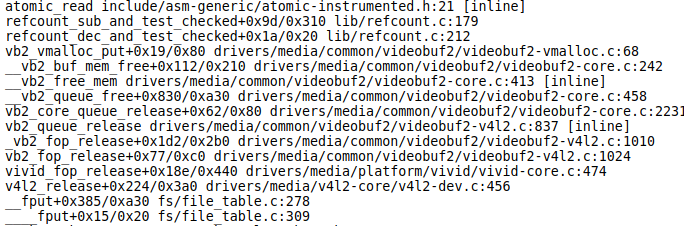 atomic_read include/asm-generic/atomic-instrumented.h:21 [inline]
refcount_sub_and_test_checked+0x9d/0x310 lib/refcount.c:179
refcount_dec_and_test_checked+0x1a/0x20 lib/refcount.c:212
vb2_vmalloc_put+0x19/0x80 drivers/media/common/videobuf2/videobuf2-vmalloc.c:68
__vb2_buf_mem_free+0x112/0x210 drivers/media/common/videobuf2/videobuf2-core.c:242
__vb2_free_mem drivers/media/common/videobuf2/videobuf2-core.c:413 [inline]
__vb2_queue_free+0x830/0xa30 drivers/media/common/videobuf2/videobuf2-core.c:458
vb2_core_queue_release+0x62/0x80 drivers/media/common/videobuf2/videobuf2-core.c:2231
vb2_queue_release drivers/media/common/videobuf2/videobuf2-v4l2.c:837 [inline]
_vb2_fop_release+0x1d2/0x2b0 drivers/media/common/videobuf2/videobuf2-v4l2.c:1010
vb2_fop_release+0x77/0xc0 drivers/media/common/videobuf2/videobuf2-v4l2.c:1024
vivid_fop_release+0x18e/0x440 drivers/media/platform/vivid/vivid-core.c:474
v4l2_release+0x224/0x3a0 drivers/media/v4l2-core/v4l2-dev.c:456
__fput+0x385/0xa30 fs/file_table.c:278
____fput+0x15/0x20 fs/file_table.c:309